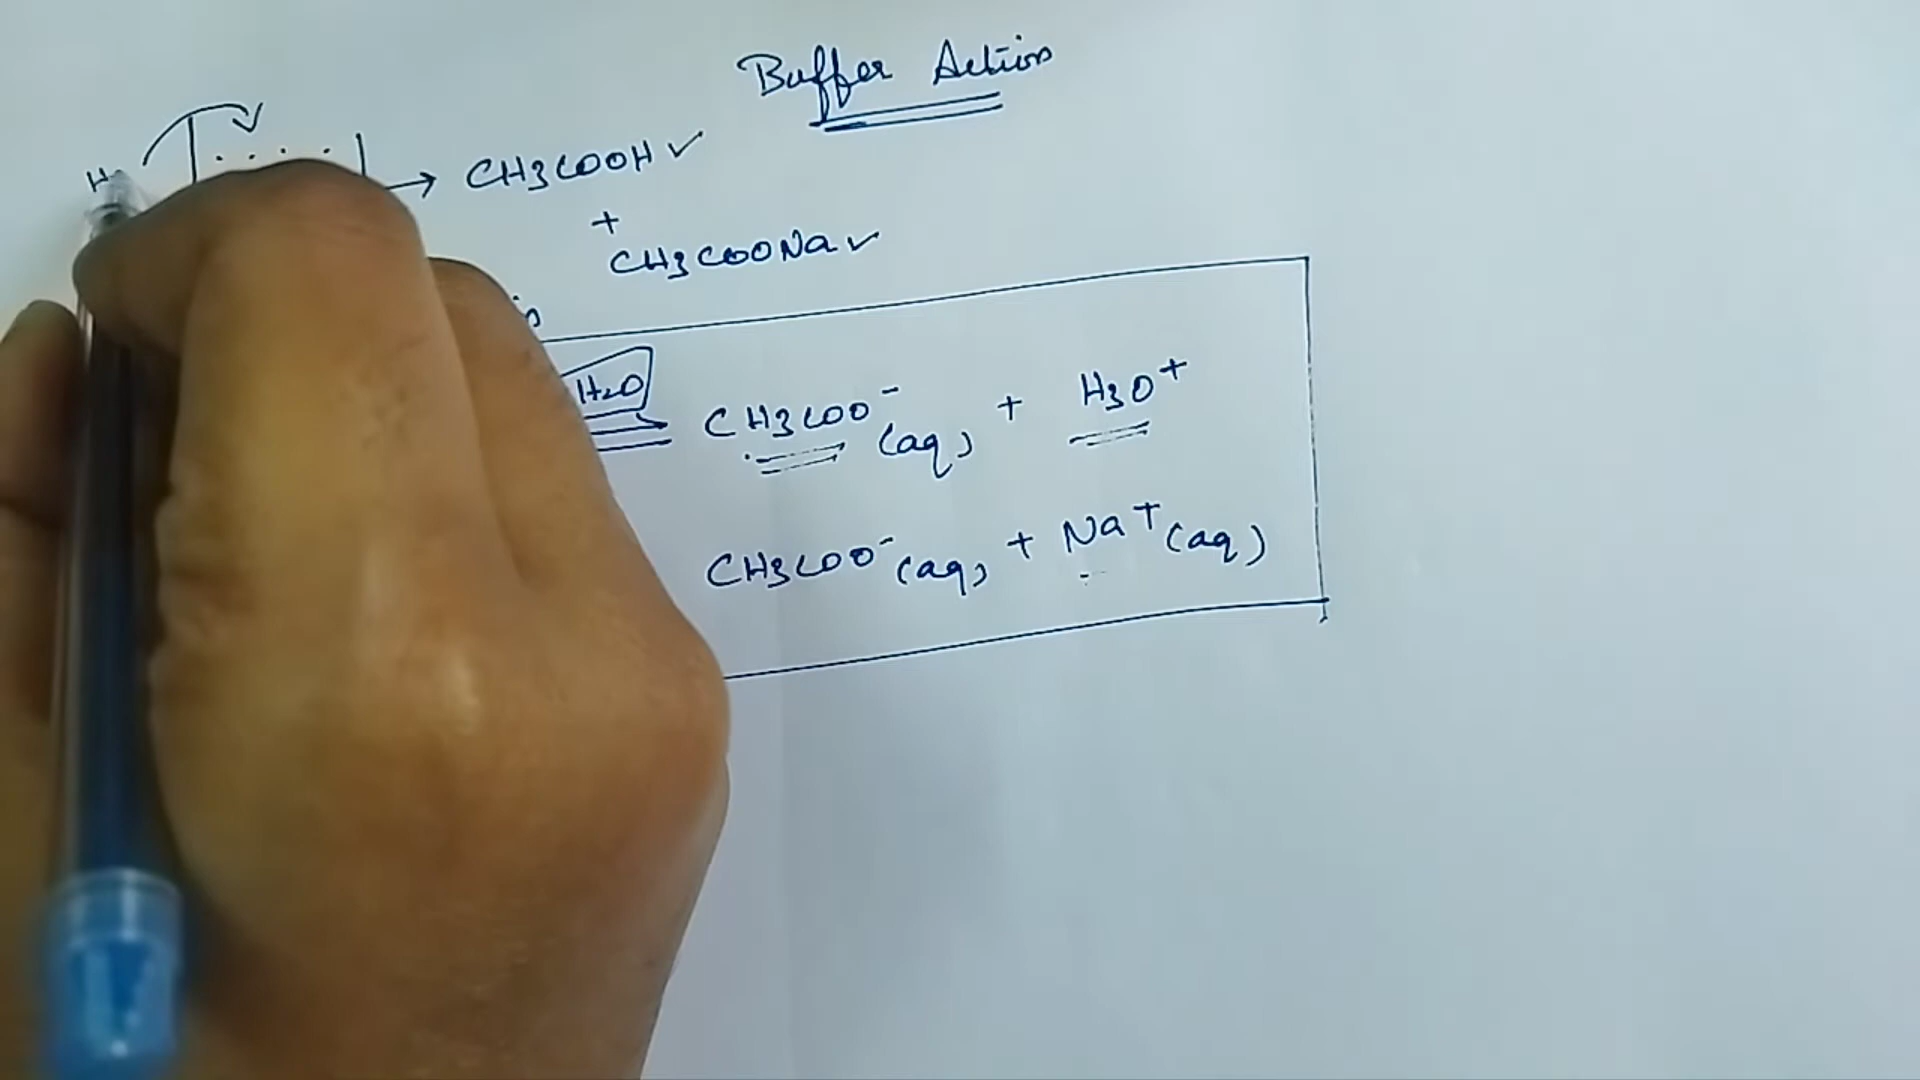 Buffer Action
H
→ CH3COOH ✓
+
CH3COONa ✓
H2O
CH3COO⁻(aq) + H3O⁺
CH3COO⁻(aq) + Na⁺(aq)